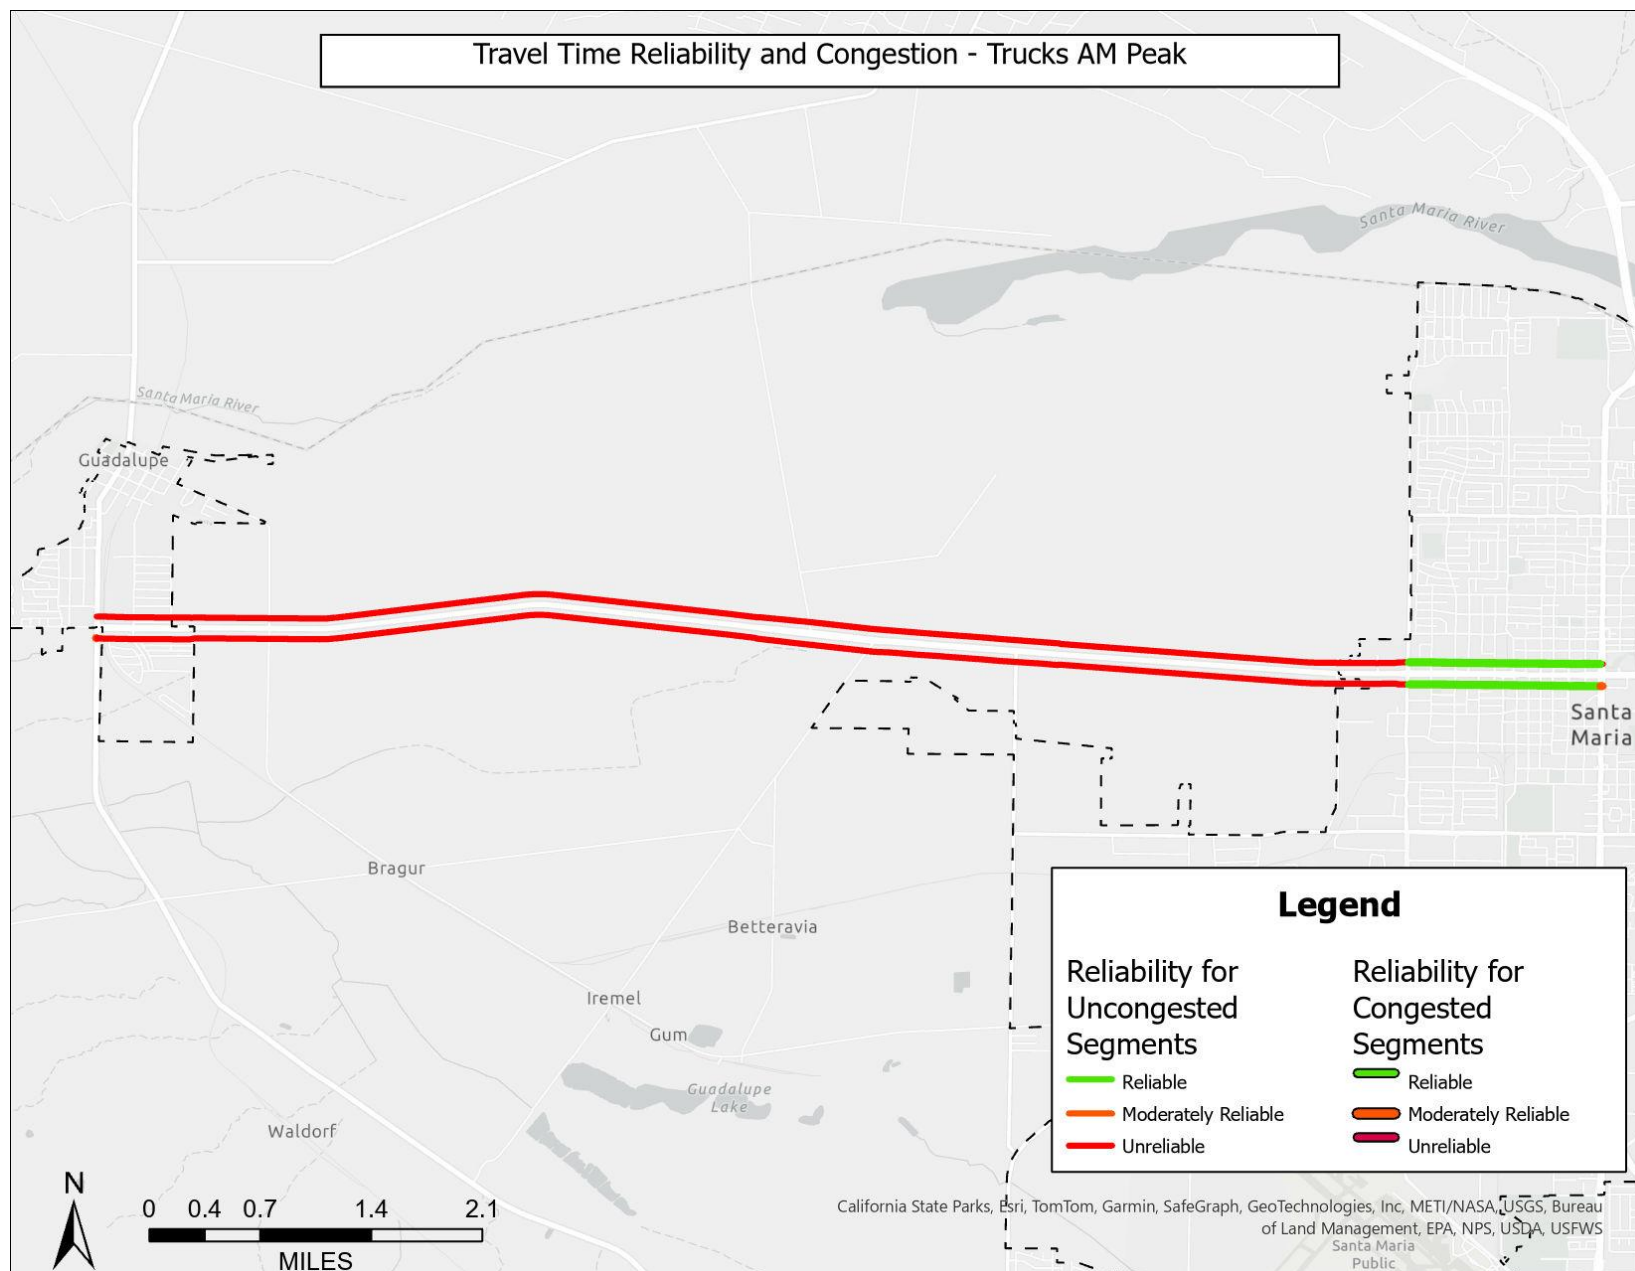 Travel Time Reliability and Congestion - Trucks AM Peak
Santa Maria River
Santa Maria River
Guadalupe
Santa
Maria
Bragur
Betteravia
Iremel
Gum
Guadalupe
Lake
Waldorf
Legend
Reliability for
Uncongested
Segments
Reliable
Moderately Reliable
Unreliable
Reliability for
Congested
Segments
Reliable
Moderately Reliable
Unreliable
N
0 0.4 0.7 1.4 2.1
MILES
California State Parks, Esri, TomTom, Garmin, SafeGraph, GeoTechnologies, Inc, METI/NASA, USGS, Bureau
of Land Management, EPA, NPS, USDA, USFWS
Santa Maria
Public